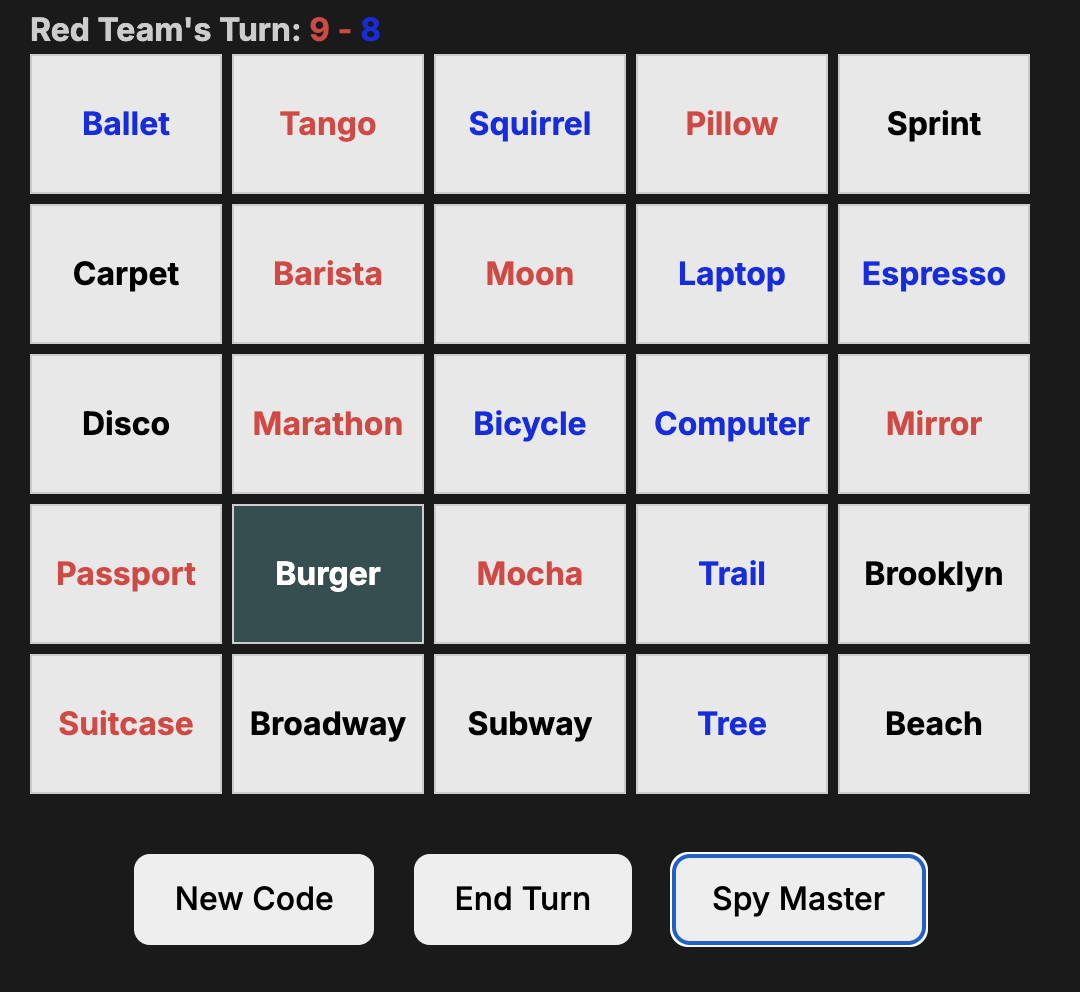 Red Team's Turn: 9 - 8
Ballet Tango Squirrel Pillow Sprint
Carpet Barista Moon Laptop Espresso
Disco Marathon Bicycle Computer Mirror
Passport Burger Mocha Trail Brooklyn
Suitcase Broadway Subway Tree Beach
New Code End Turn Spy Master